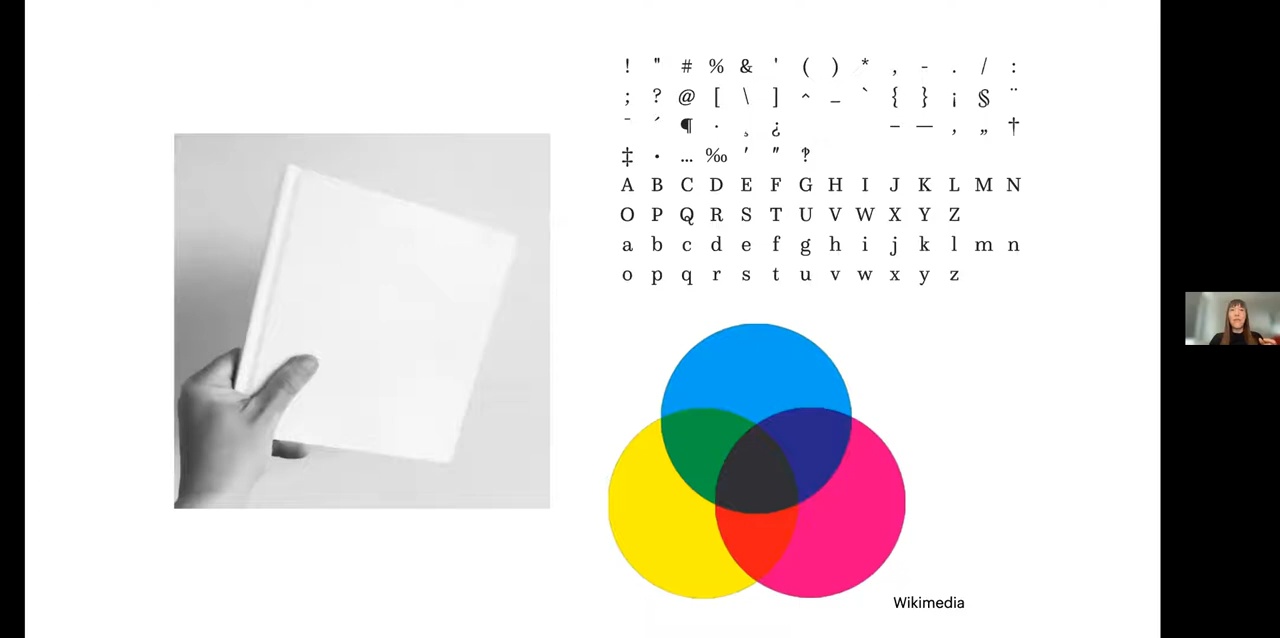 ! " # % & ' ( ) * , - . / :
; ? @ [ \ ] ^ _ ` { } ¡ § ¨
¯ ´ ¶ · ¸ ¿ – — ‚ „ †
‡ • … ‰ ′ ″ ‽
A B C D E F G H I J K L M N
O P Q R S T U V W X Y Z
a b c d e f g h i j k l m n
o p q r s t u v w x y z
Wikimedia